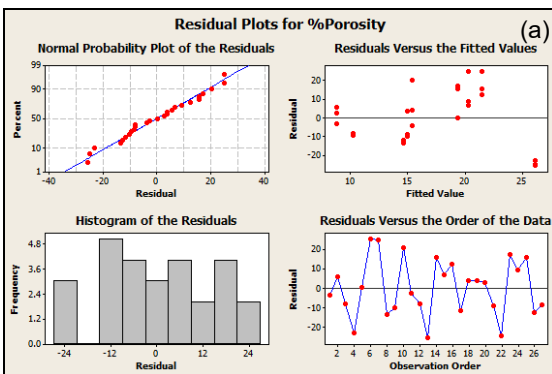 Residual Plots for %Porosity
(a)
Normal Probability Plot of the Residuals
99
90
50
10
1
Percent
-40
-20
0
20
40
Residual
Residuals Versus the Fitted Values
20
10
0
-10
-20
Residual
10
15
20
25
Fitted Value
Histogram of the Residuals
4.8
3.6
2.4
1.2
0.0
Frequency
-24
-12
0
12
24
Residual
Residuals Versus the Order of the Data
20
10
0
-10
-20
Residual
2 4 6 8 10 12 14 16 18 20 22 24 26
Observation Order